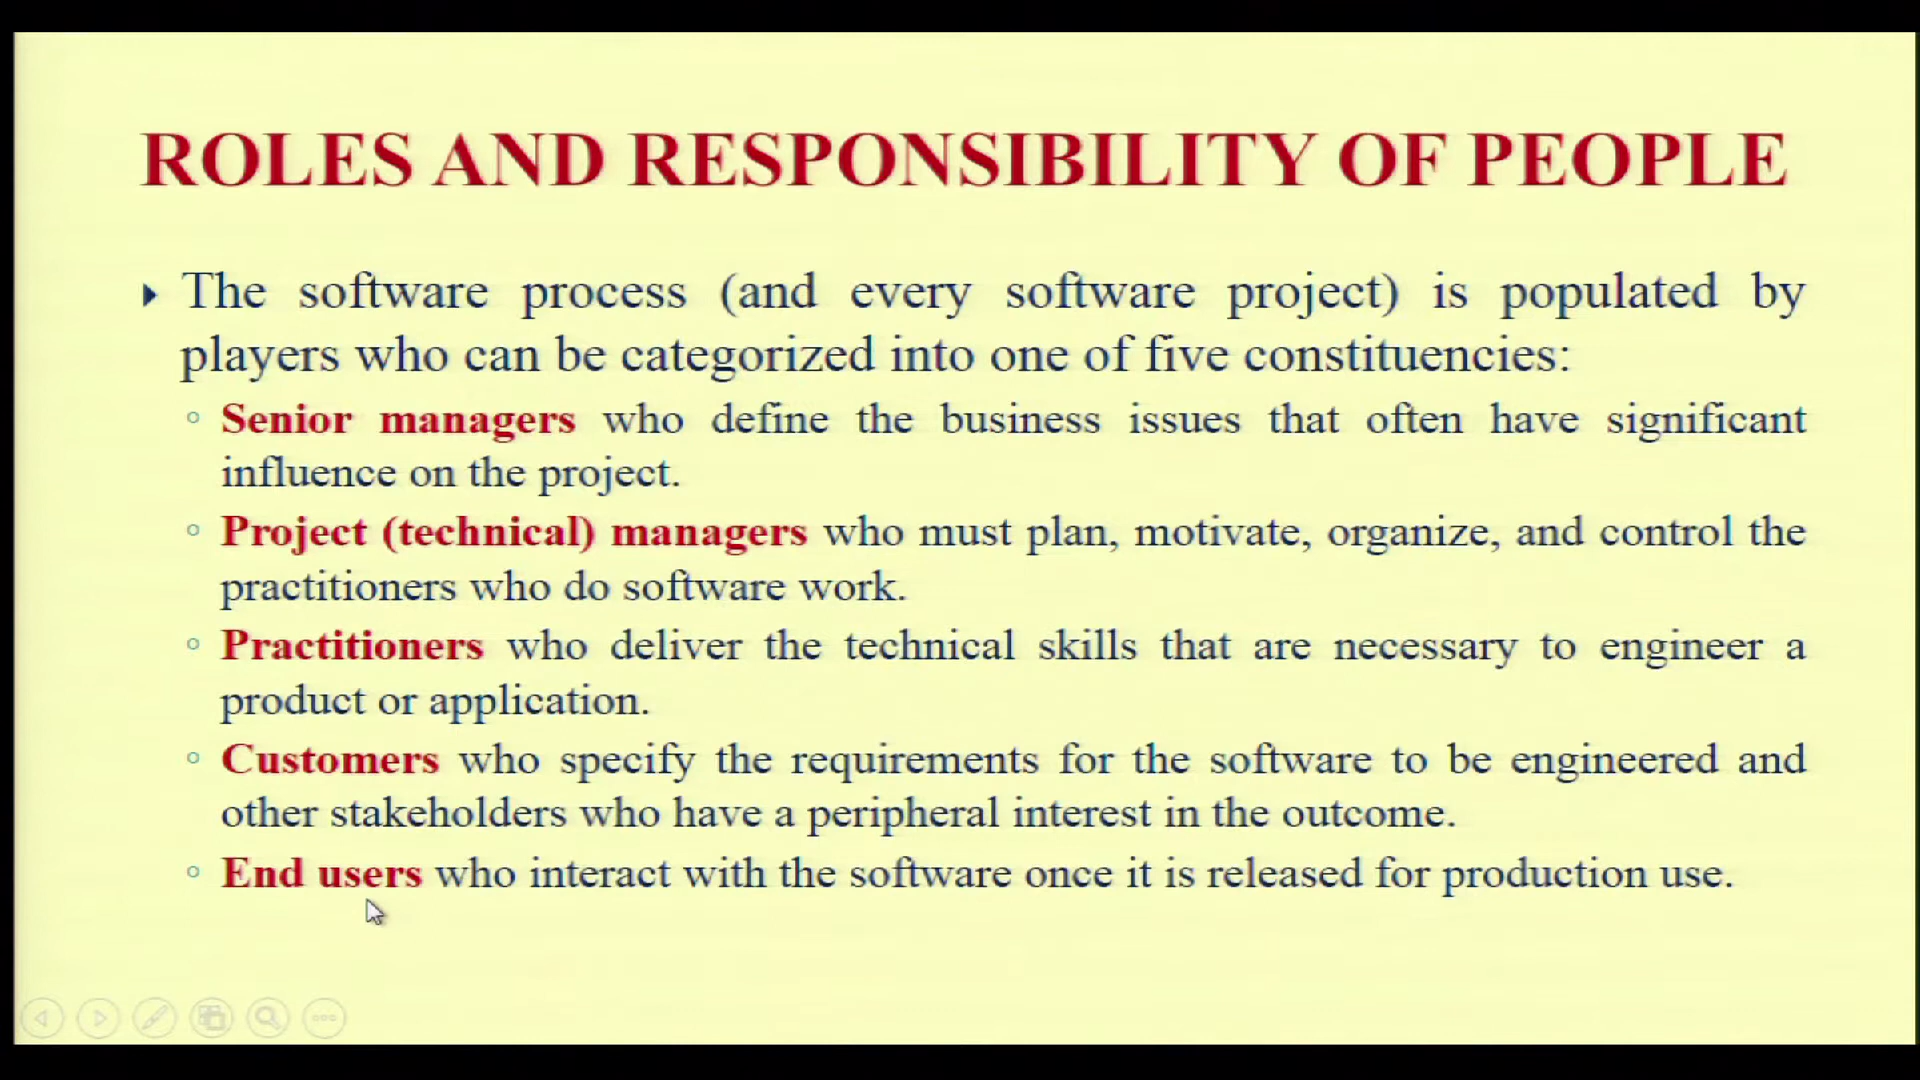 ROLES AND RESPONSIBILITY OF PEOPLE
The software process (and every software project) is populated by
players who can be categorized into one of five constituencies:
Senior managers who define the business issues that often have significant
influence on the project.
Project (technical) managers who must plan, motivate, organize, and control the
practitioners who do software work.
Practitioners who deliver the technical skills that are necessary to engineer a
product or application.
Customers who specify the requirements for the software to be engineered and
other stakeholders who have a peripheral interest in the outcome.
End users who interact with the software once it is released for production use.